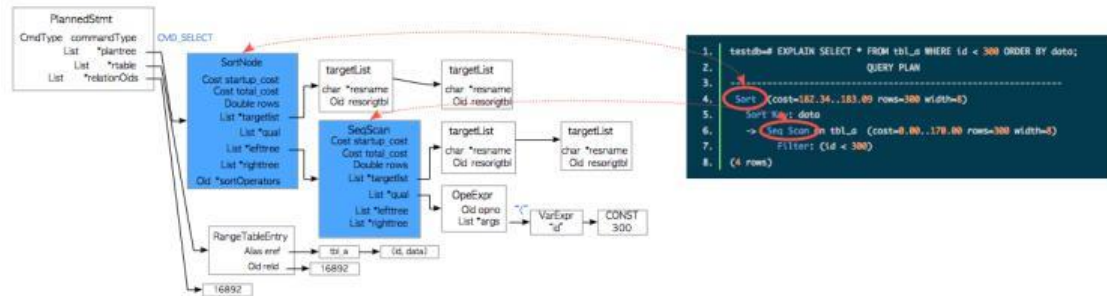 PlannedStmt
CmdType commandType
List *plantree
List *rtable
List *relationOids
CMD_SELECT
SortNode
Cost startup_cost
Cost total_cost
Double rows
List *targetlist
List *qual
List *lefttree
List *righttree
Oid *sortOperators
targetList
char *resname
Oid resorigtbl
targetList
char *resname
Oid resorigtbl
SeqScan
Cost startup_cost
Cost total_cost
Double rows
List *targetlist
List *qual
List *lefttree
List *righttree
targetList
char *resname
Oid resorigtbl
targetList
char *resname
Oid resorigtbl
OpeExpr
Oid opno
List *args
"<"
VarExpr
"id"
CONST
300
RangeTableEntry
Alias eref
Oid relid
tbl_a
(id, data)
16892
16892
1. testdb=# EXPLAIN SELECT * FROM tbl_a WHERE id < 300 ORDER BY data;
2. QUERY PLAN
3. ---------------------------------------------------------------
4. Sort (cost=182.34..183.09 rows=300 width=8)
5. Sort Key: data
6. -> Seq Scan on tbl_a (cost=0.00..170.00 rows=300 width=8)
7. Filter: (id < 300)
8. (4 rows)